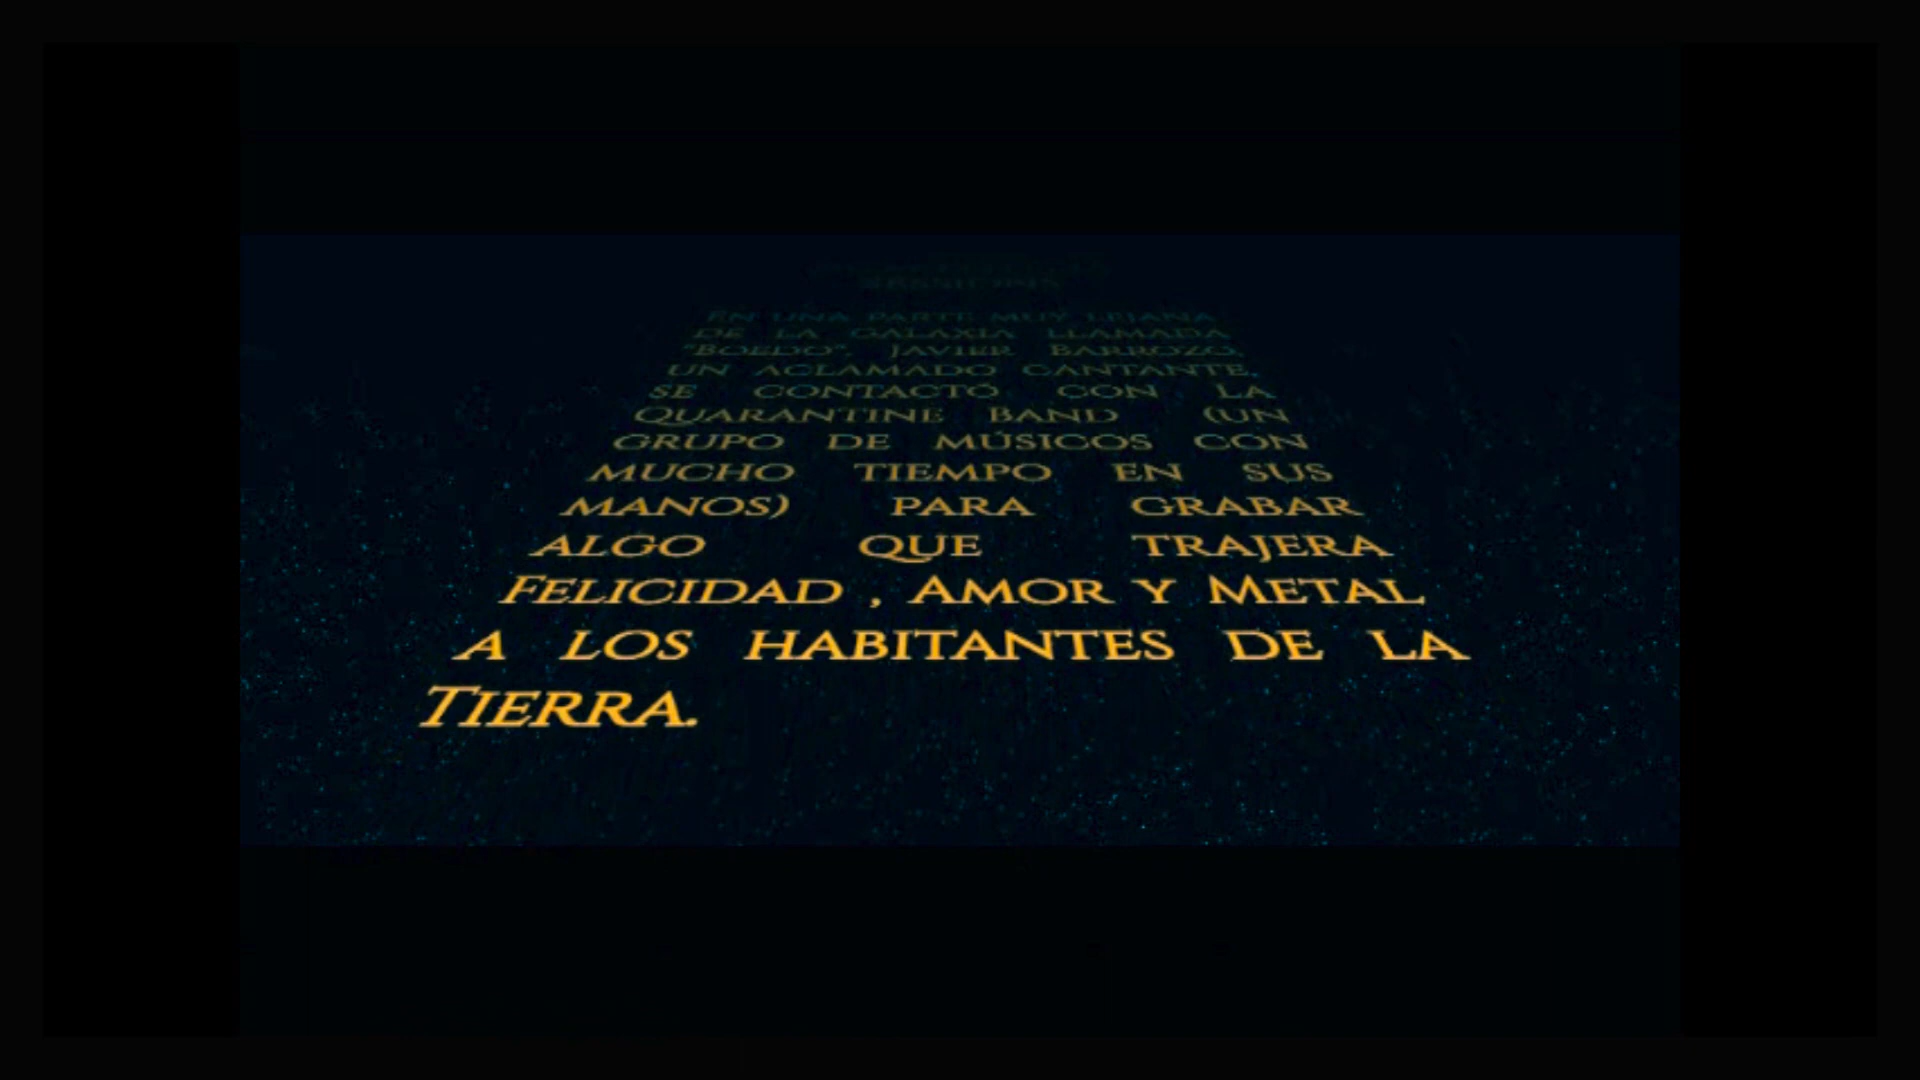 SESSIONS
EN UNA PARTE MUY LEJANA
DE LA GALAXIA LLAMADA
"BOEDO", JAVIER BARROZO,
UN ACLAMADO CANTANTE,
SE CONTACTÓ CON LA
QUARANTINE BAND (UN
GRUPO DE MÚSICOS CON
MUCHO TIEMPO EN SUS
MANOS) PARA GRABAR
ALGO QUE TRAJERA
FELICIDAD , AMOR Y METAL
A LOS HABITANTES DE LA
TIERRA.